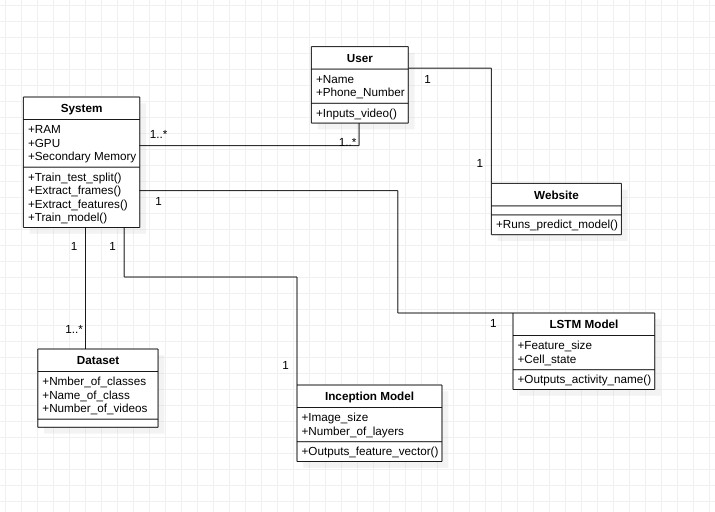 User
+Name
+Phone_Number
+Inputs_video()
1
1..*
System
+RAM
+GPU
+Secondary Memory
+Train_test_split()
+Extract_frames()
+Extract_features()
+Train_model()
1..*
1
1
1
1
Website
+Runs_predict_model()
1..*
Dataset
+Nmber_of_classes
+Name_of_class
+Number_of_videos
1
Inception Model
+Image_size
+Number_of_layers
+Outputs_feature_vector()
1
LSTM Model
+Feature_size
+Cell_state
+Outputs_activity_name()